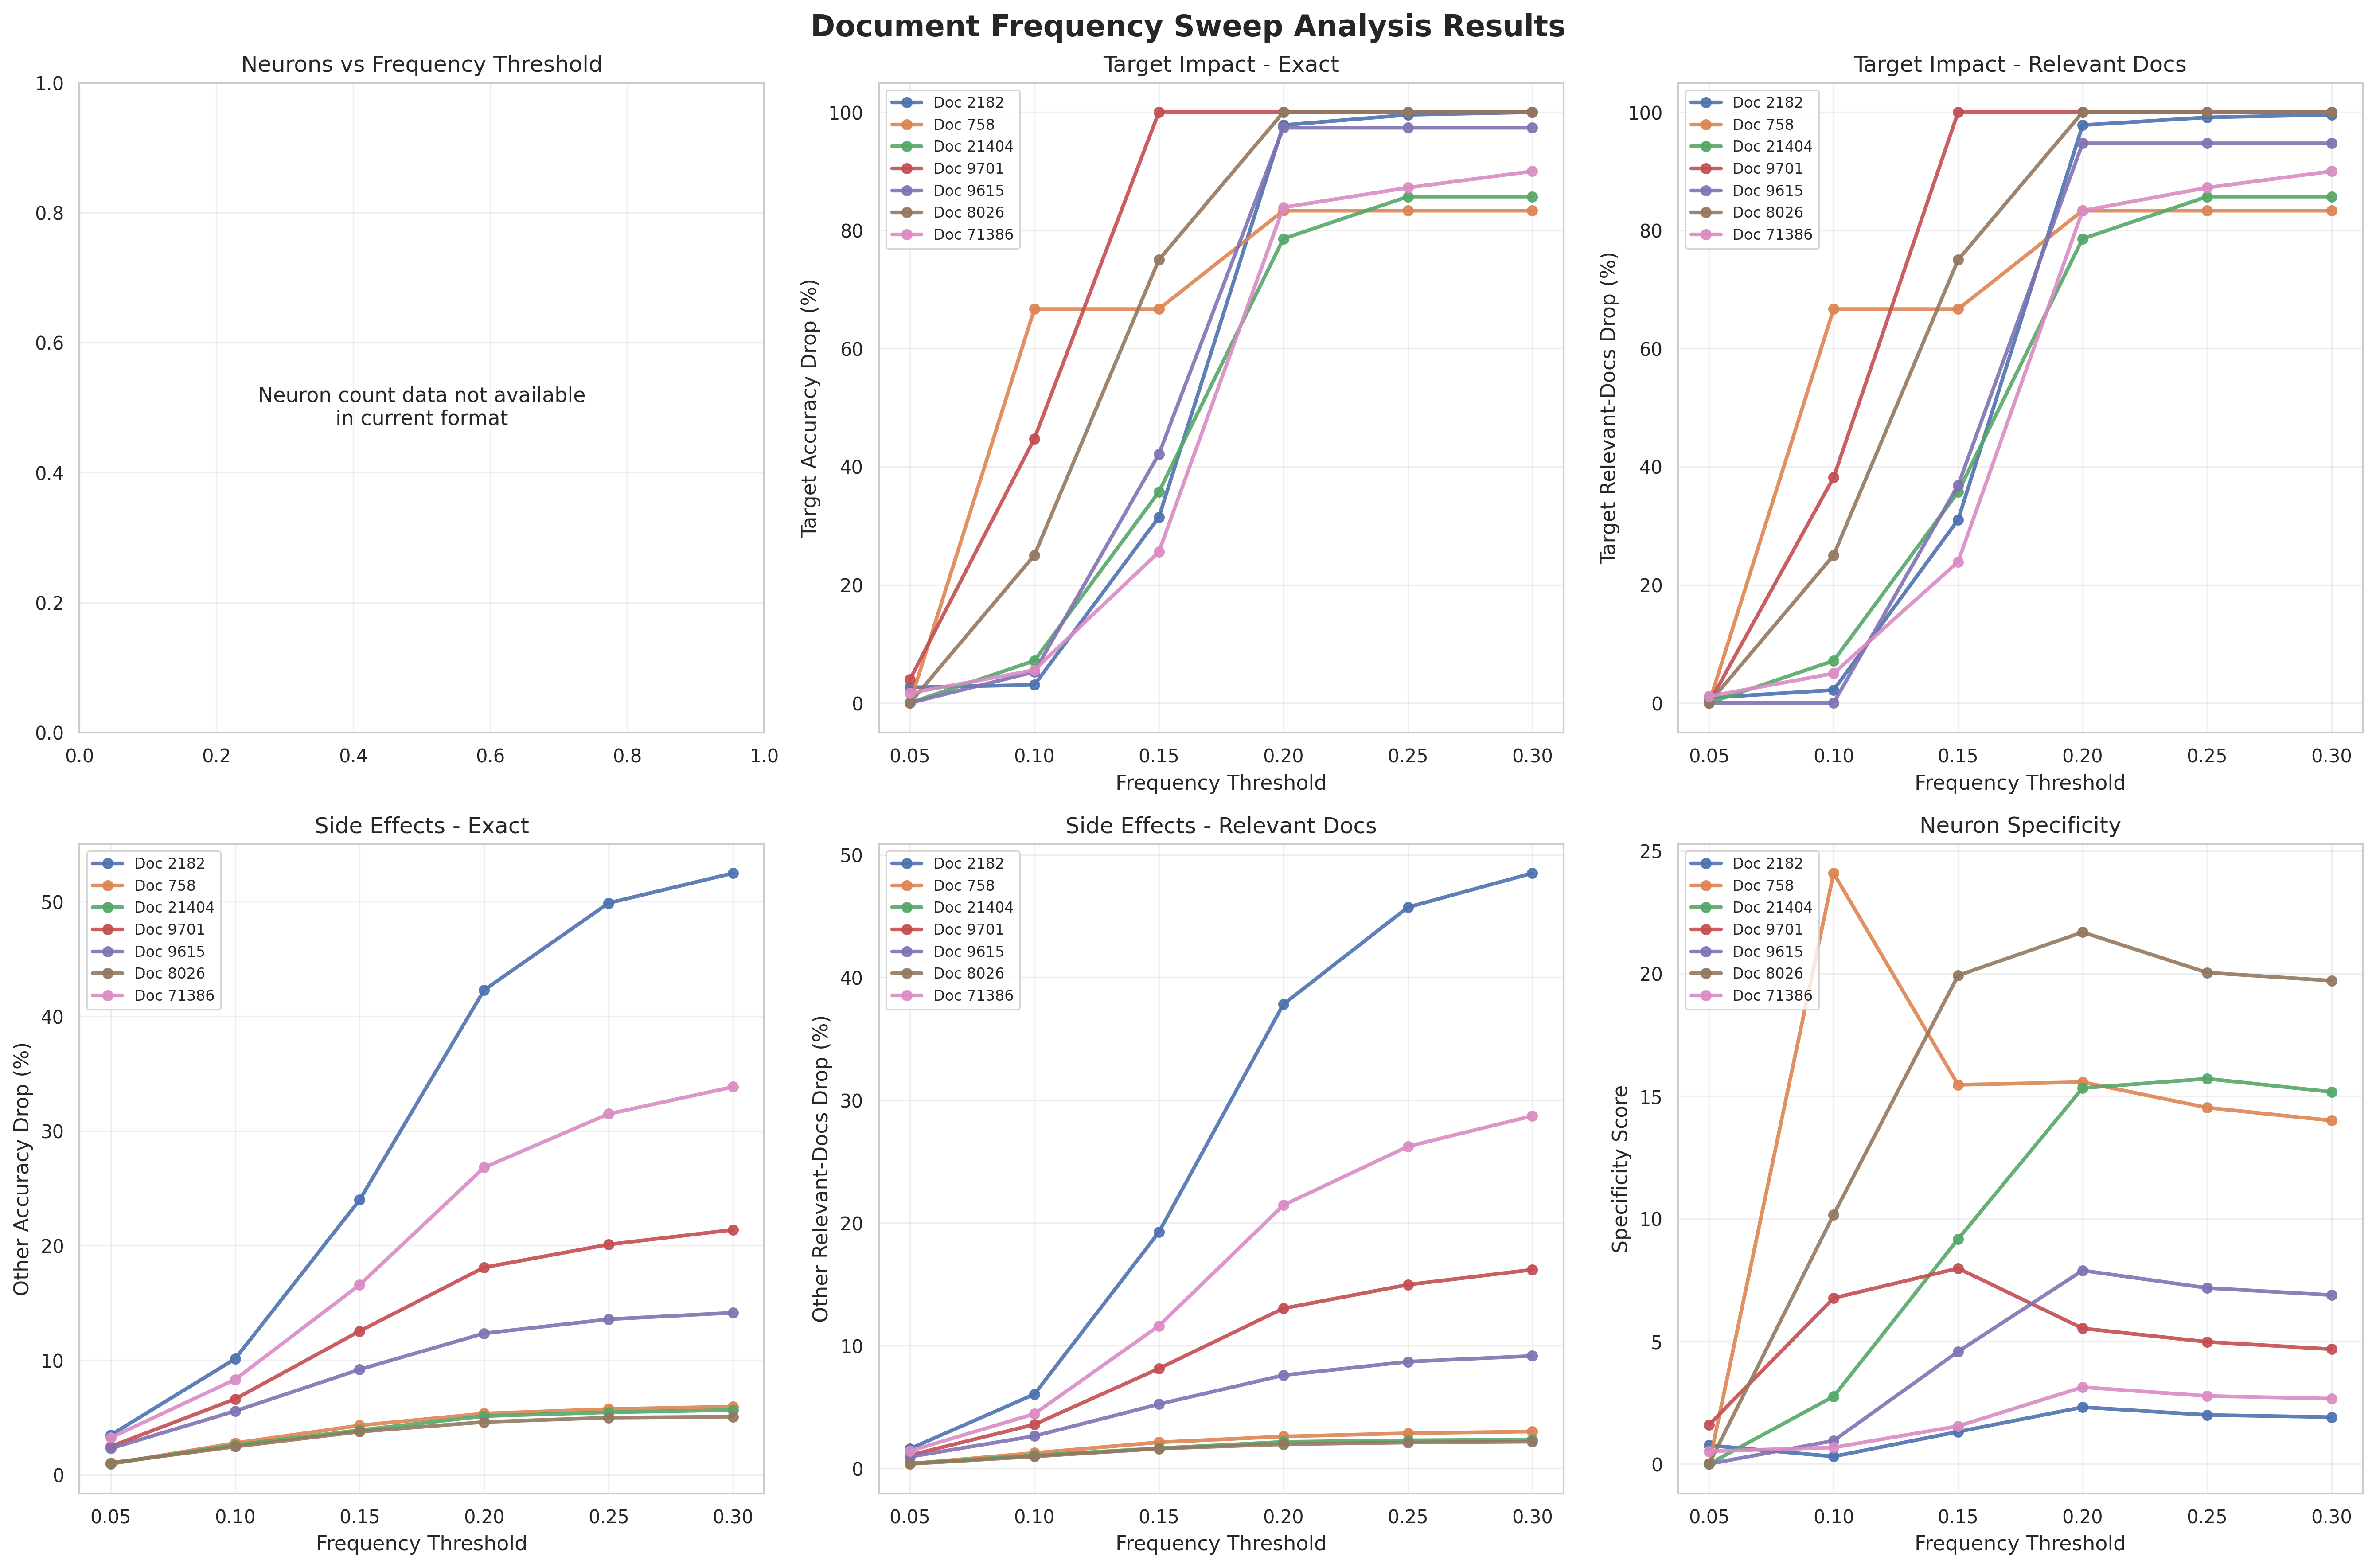 Document Frequency Sweep Analysis Results
Neurons vs Frequency Threshold
1.0
0.8
0.6
0.4
0.2
0.0
Neuron count data not available
in current format
0.0 0.2 0.4 0.6 0.8 1.0
Target Impact - Exact
Doc 2182
Doc 758
Doc 21404
Doc 9701
Doc 9615
Doc 8026
Doc 71386
Target Accuracy Drop (%)
100
80
60
40
20
0
0.05 0.10 0.15 0.20 0.25 0.30
Frequency Threshold
Target Impact - Relevant Docs
Doc 2182
Doc 758
Doc 21404
Doc 9701
Doc 9615
Doc 8026
Doc 71386
Target Relevant-Docs Drop (%)
100
80
60
40
20
0
0.05 0.10 0.15 0.20 0.25 0.30
Frequency Threshold
Side Effects - Exact
Doc 2182
Doc 758
Doc 21404
Doc 9701
Doc 9615
Doc 8026
Doc 71386
Other Accuracy Drop (%)
50
40
30
20
10
0
0.05 0.10 0.15 0.20 0.25 0.30
Frequency Threshold
Side Effects - Relevant Docs
Doc 2182
Doc 758
Doc 21404
Doc 9701
Doc 9615
Doc 8026
Doc 71386
Other Relevant-Docs Drop (%)
50
40
30
20
10
0
0.05 0.10 0.15 0.20 0.25 0.30
Frequency Threshold
Neuron Specificity
Doc 2182
Doc 758
Doc 21404
Doc 9701
Doc 9615
Doc 8026
Doc 71386
Specificity Score
25
20
15
10
5
0
0.05 0.10 0.15 0.20 0.25 0.30
Frequency Threshold